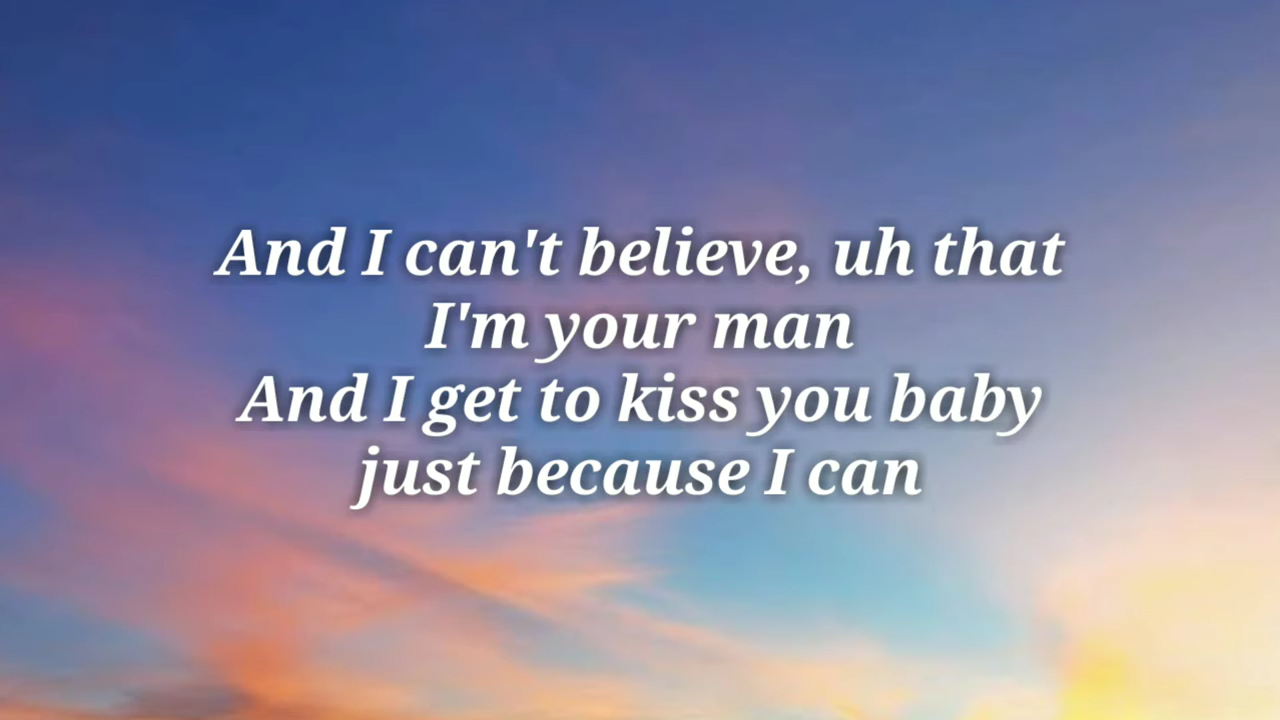 And I can't believe, uh that
I'm your man
And I get to kiss you baby
just because I can